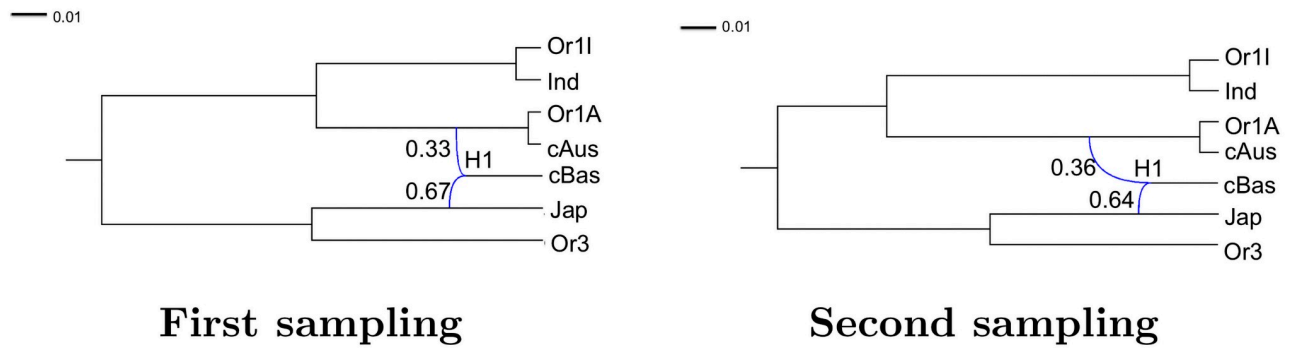 0.01
Or1I
Ind
Or1A
cAus
0.33
H1
cBas
0.67
Jap
Or3
First sampling
0.01
Or1I
Ind
Or1A
cAus
0.36
H1
cBas
0.64
Jap
Or3
Second sampling